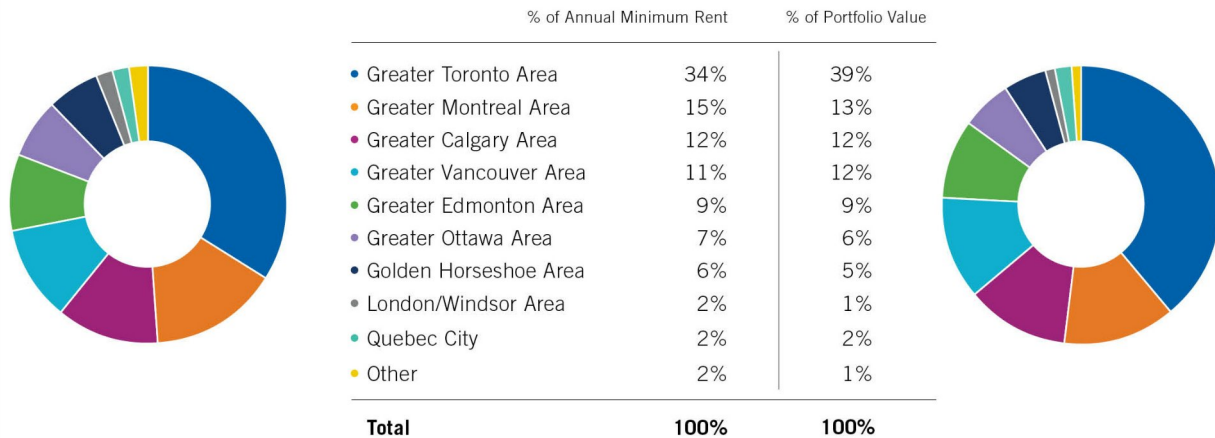 % of Annual Minimum Rent % of Portfolio Value
Greater Toronto Area 34% 39%
Greater Montreal Area 15% 13%
Greater Calgary Area 12% 12%
Greater Vancouver Area 11% 12%
Greater Edmonton Area 9% 9%
Greater Ottawa Area 7% 6%
Golden Horseshoe Area 6% 5%
London/Windsor Area 2% 1%
Quebec City 2% 2%
Other 2% 1%
Total 100% 100%